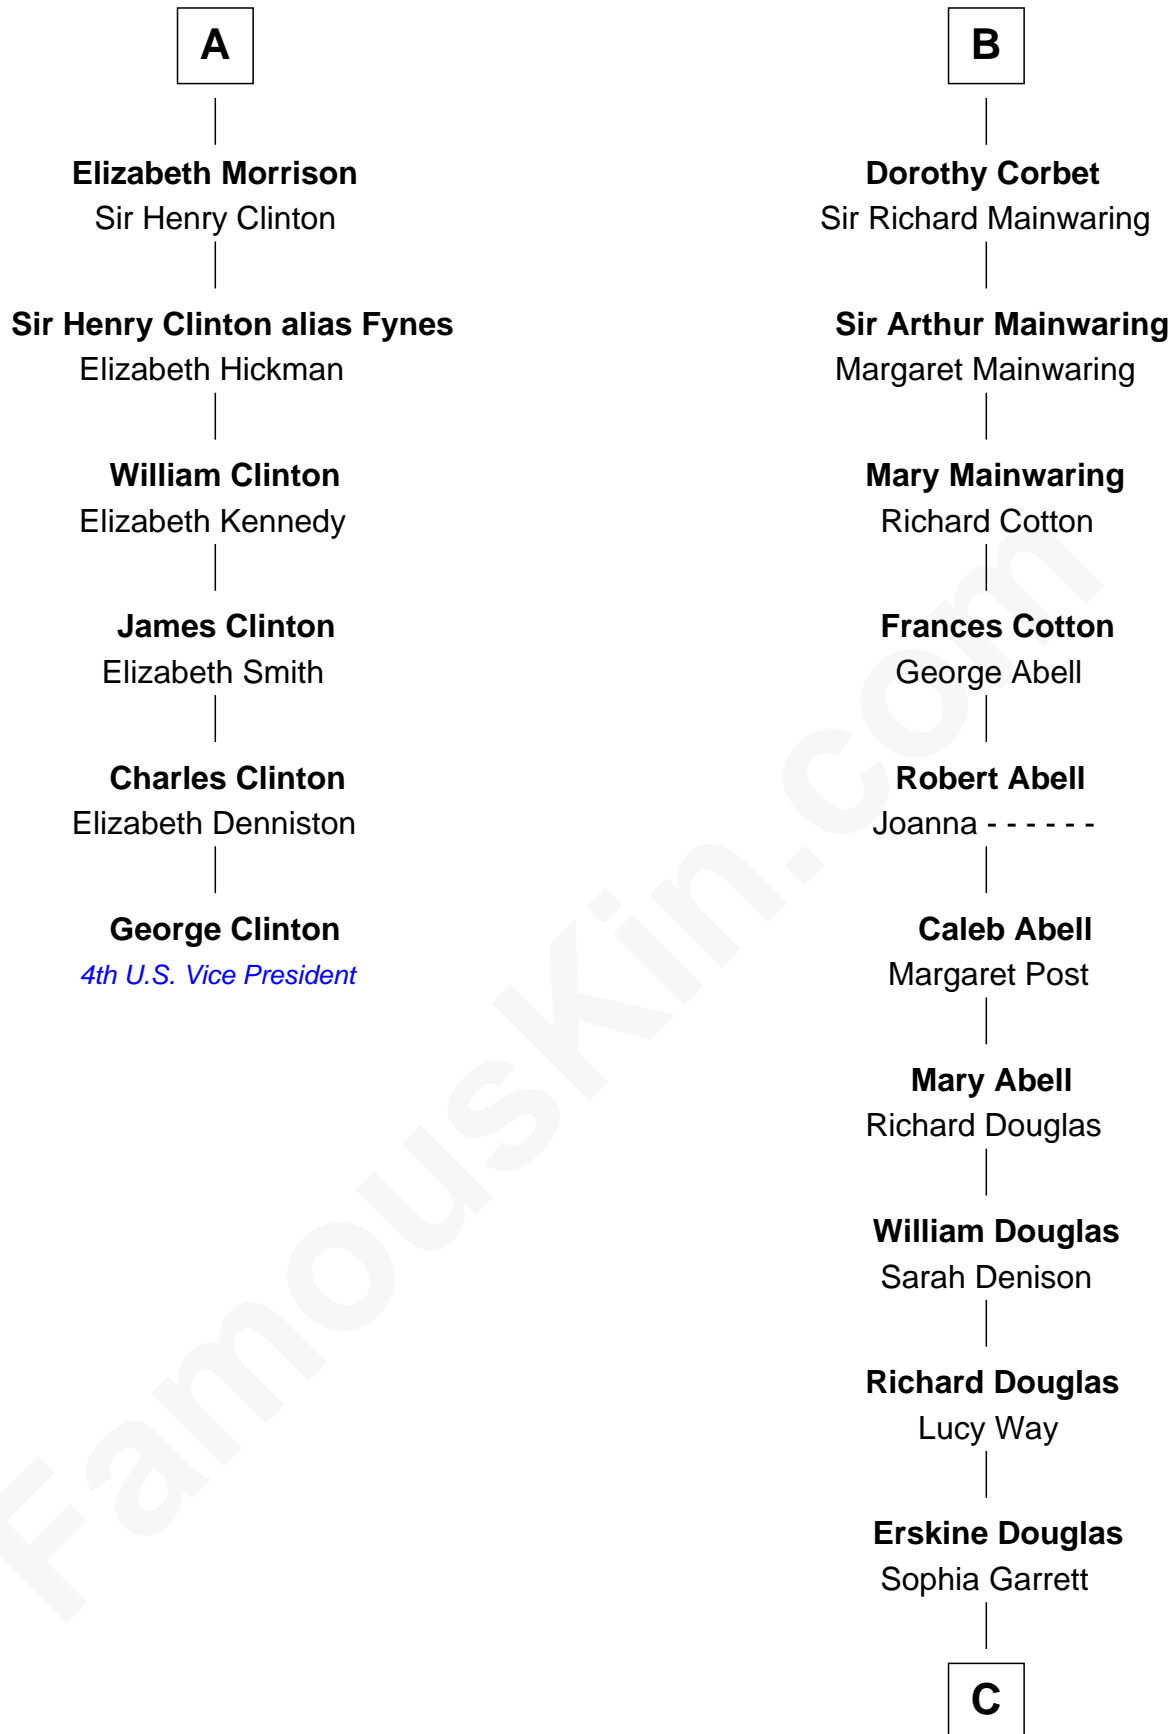 A
Elizabeth Morrison
Sir Henry Clinton
Sir Henry Clinton alias Fynes
Elizabeth Hickman
William Clinton
Elizabeth Kennedy
James Clinton
Elizabeth Smith
Charles Clinton
Elizabeth Denniston
George Clinton
4th U.S. Vice President
B
Dorothy Corbet
Sir Richard Mainwaring
Sir Arthur Mainwaring
Margaret Mainwaring
Mary Mainwaring
Richard Cotton
Frances Cotton
George Abell
Robert Abell
Joanna - - - - - -
Caleb Abell
Margaret Post
Mary Abell
Richard Douglas
William Douglas
Sarah Denison
Richard Douglas
Lucy Way
Erskine Douglas
Sophia Garrett
C
FamousKin.com